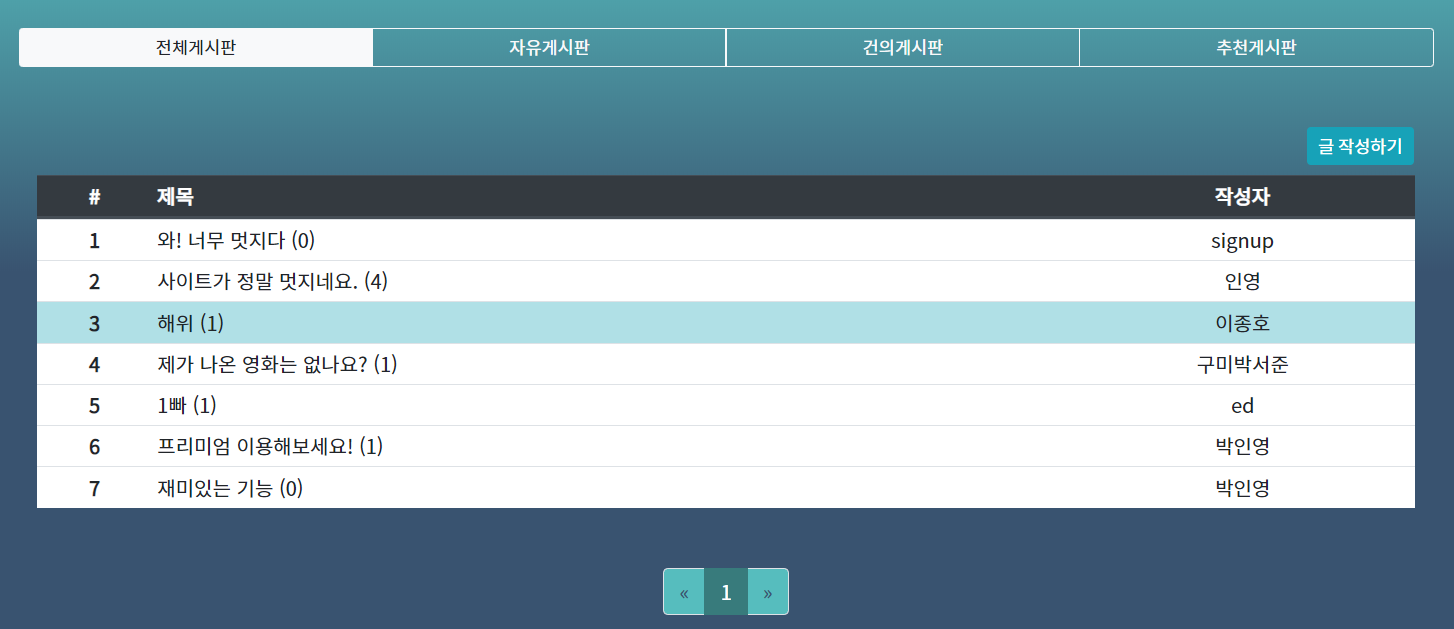 전체게시판 자유게시판 건의게시판 추천게시판
글 작성하기
# 제목 작성자
1 와! 너무 멋지다 (0) signup
2 사이트가 정말 멋지네요. (4) 인영
3 해위 (1) 이종호
4 제가 나온 영화는 없나요? (1) 구미박서준
5 1빠 (1) ed
6 프리미엄 이용해보세요! (1) 박인영
7 재미있는 기능 (0) 박인영
« 1 »